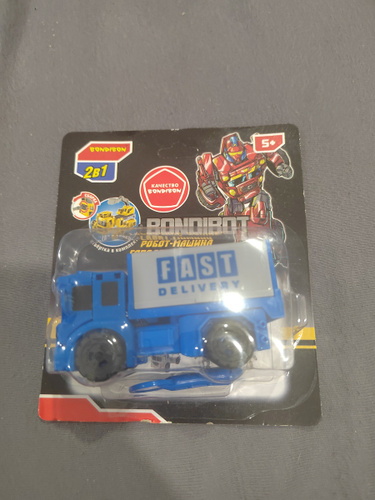 BONDIBON
2в1
КАЧЕСТВО
BONDIBON
5+
BONDIBOT
РОБОТ-МАШИНА
FAST
DELIVERY